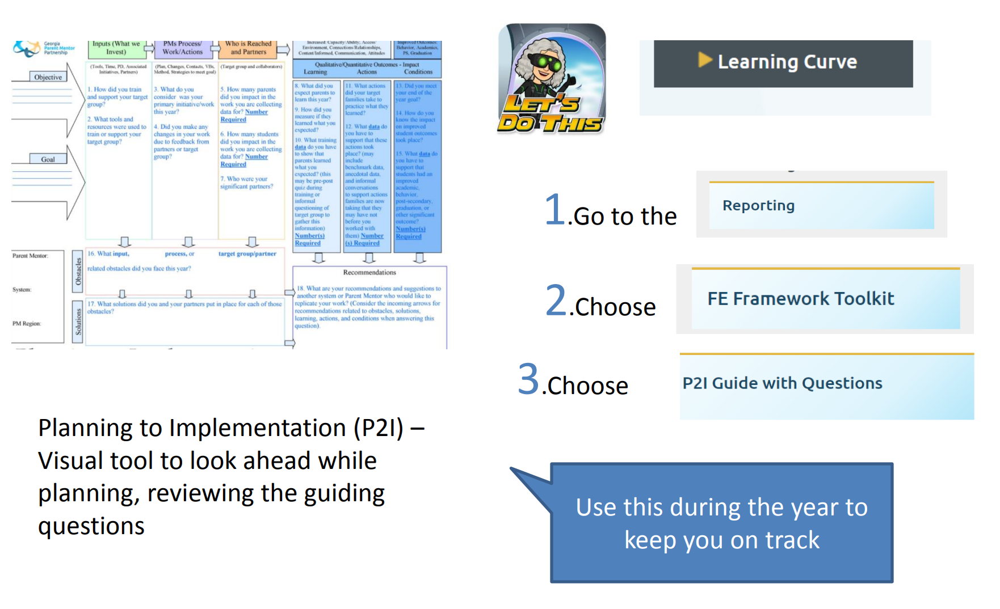 Georgia
Parent Mentor
Partnership
Inputs (What we
Invest)
PMs Process/
Work/Actions
Who is Reached
and Partners
Increased: Capacity/Ability; Access/
Environment, Connections/Relationships,
Content/Informed, Communication, Attitudes
Improved Outcomes:
Behavior, Academics,
PS, Graduation
Qualitative/Quantitative Outcomes - Impact
Learning
Actions
Conditions
Objective
Goal
(Tools, Time, PD, Associated
Initiatives, Partners)
1. How did you train
and support your target
group?
2. What tools and
resources were used to
train or support your
target group?
(Plan, Changes, Contacts, VBs,
Method, Strategies to meet goal)
3. What do you
consider was your
primary initiative/work
this year?
4. Did you make any
changes in your work
due to feedback from
partners or target
group?
(Target group and collaborators)
5. How many parents
did you impact in the
work you are collecting
data for? Number
Required
6. How many students
did you impact in the
work you are collecting
data for? Number
Required
7. Who were your
significant partners?
8. What did you
expect parents to
learn this year?
9. How did you
measure if they
learned what you
expected?
10. What training
data do you have
to show that
parents learned
what you
expected? (this
may be pre-post
quiz during
training or
informal
questioning of
target group to
gather this
information)
Number(s)
Required
11. What actions
did your target
families take to
practice what they
learned?
12. What data do
you have to
support that these
actions took
place? (may
include
benchmark data,
anecdotal data,
and informal
conversations
to support actions
families are now
taking that they
may have not
before you
worked with
them) Number
(s) Required
13. Did you meet
your end of the
year goal?
14. How do you
know the impact
on improved
student outcomes
took place?
15. What data do
you have to
support that
students had an
improved
academic,
behavior,
post-secondary,
graduation, or
other significant
outcome?
Number(s)
Required
Parent Mentor:
System:
PM Region:
Obstacles
16. What input, process, or target group/partner
related obstacles did you face this year?
Solutions
17. What solutions did you and your partners put in place for each of those
obstacles?
Recommendations
18. What are your recommendations and suggestions to
another system or Parent Mentor who would like to
replicate your work? (Consider the incoming arrows for
recommendations related to obstacles, solutions,
learning, actions, and conditions when answering this
question).
Planning to Implementation (P2I) –
Visual tool to look ahead while
planning, reviewing the guiding
questions
LET'S
DO THIS
Learning Curve
1.Go to the
Reporting
2.Choose
FE Framework Toolkit
3.Choose
P2I Guide with Questions
Use this during the year to
keep you on track